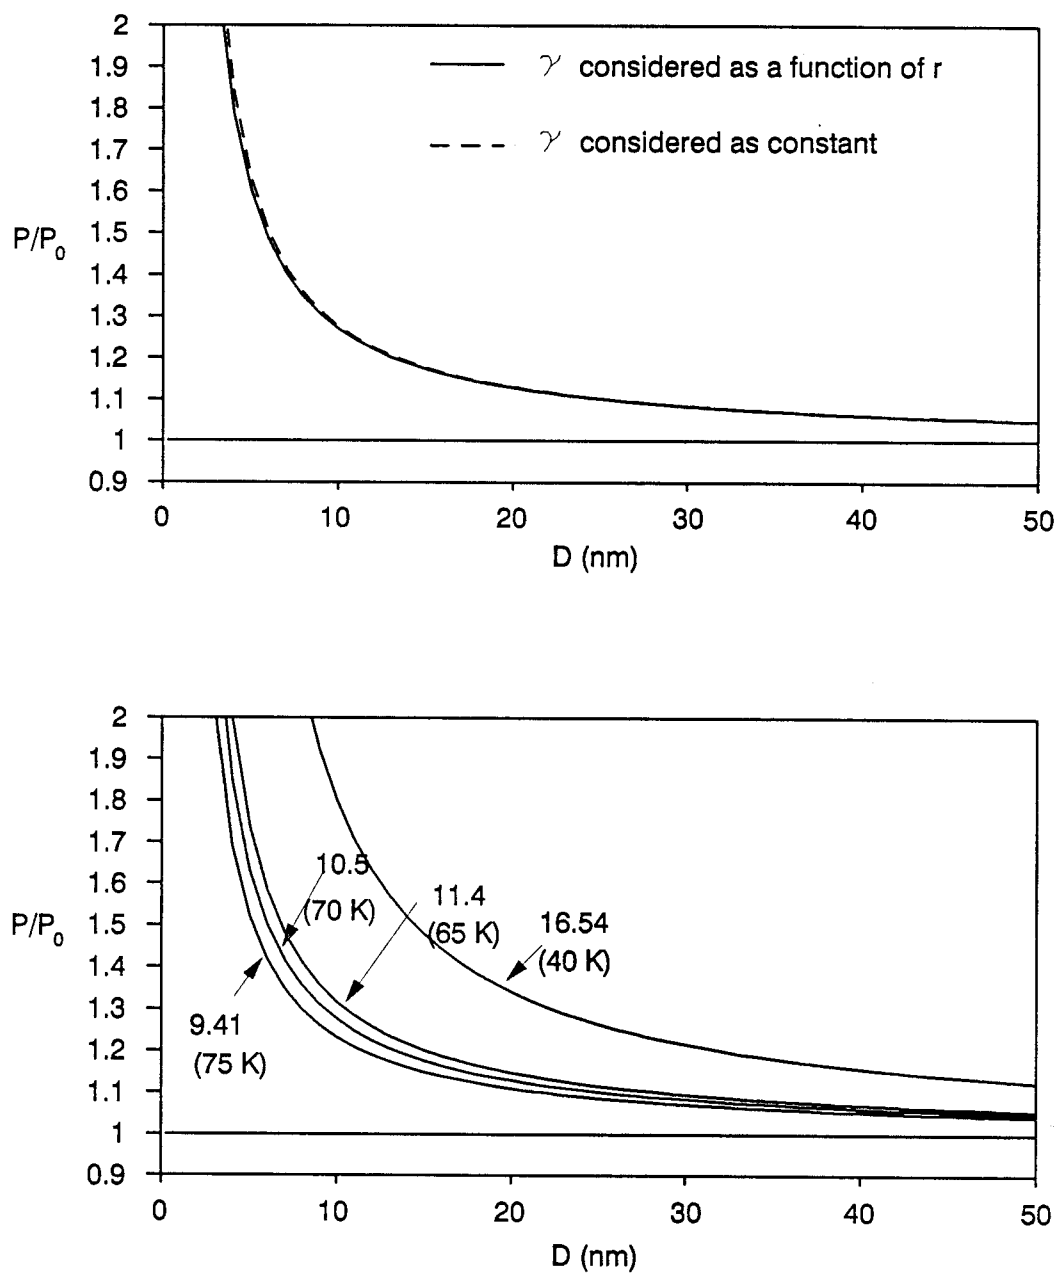 2
1.9
γ considered as a function of r
1.8
1.7
γ considered as constant
1.6
P/P0
1.5
1.4
1.3
1.2
1.1
1
0.9
0 10 20 30 40 50
D (nm)
2
1.9
1.8
1.7
10.5
1.6
(70 K)
11.4
(65 K)
P/P0
1.5
16.54
(40 K)
1.4
1.3
9.41
(75 K)
1.2
1.1
1
0.9
0 10 20 30 40 50
D (nm)